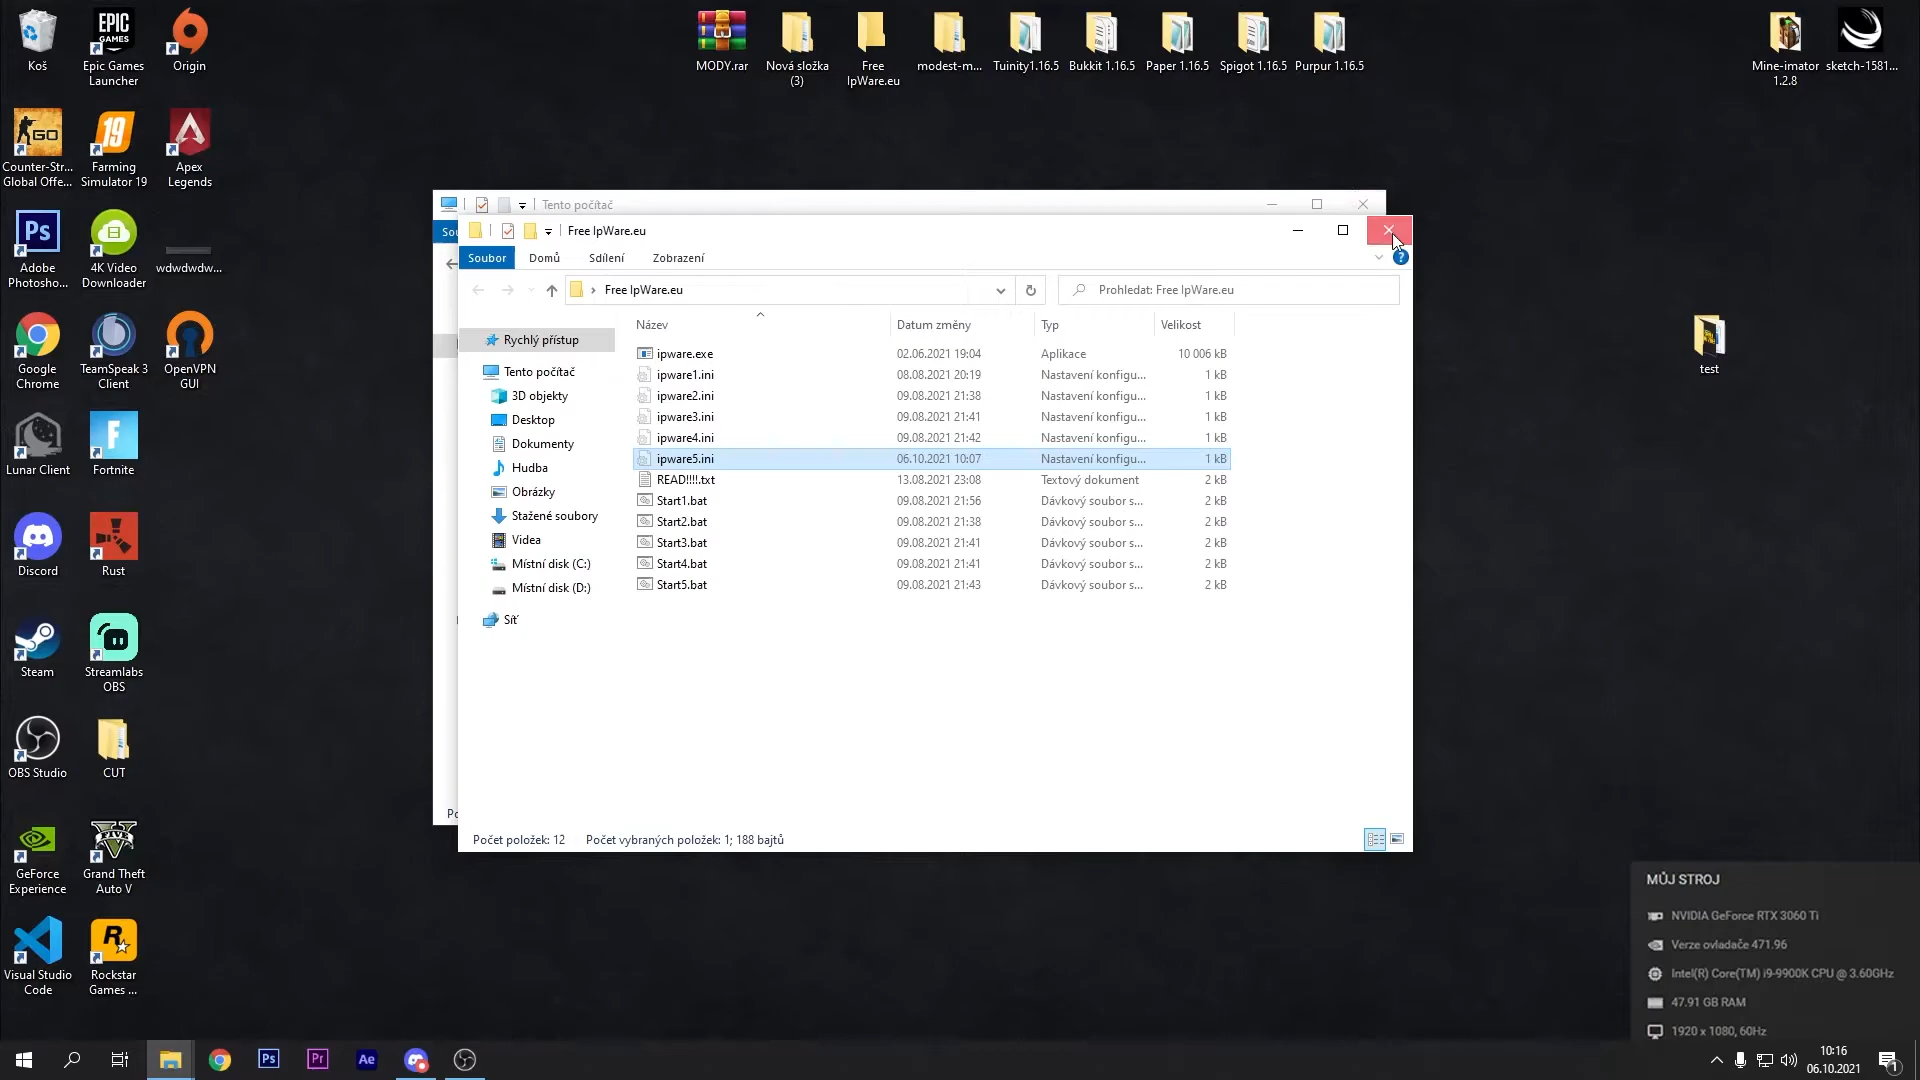 Koš
Epic Games
Launcher
Origin
MODY.rar
Nová složka
(3)
Free
IpWare.eu
modest-m...
Tuinity1.16.5
Bukkit 1.16.5
Paper 1.16.5
Spigot 1.16.5
Purpur 1.16.5
Mine-imator
1.2.8
sketch-1581...
Counter-Str...
Global Offe...
Farming
Simulator 19
Apex
Legends
Adobe
Photosho...
4K Video
Downloader
wdwdwdw...
Google
Chrome
TeamSpeak 3
Client
OpenVPN
GUI
Lunar Client
Fortnite
Discord
Rust
Steam
Streamlabs
OBS
OBS Studio
CUT
GeForce
Experience
Grand Theft
Auto V
Visual Studio
Code
Rockstar
Games ...
test
Tento počítač
Sou
Free IpWare.eu
Soubor
Domů
Sdílení
Zobrazení
Free IpWare.eu
Prohledat: Free IpWare.eu
Rychlý přístup
Tento počítač
3D objekty
Desktop
Dokumenty
Hudba
Obrázky
Stažené soubory
Videa
Místní disk (C:)
Místní disk (D:)
Síť
Název Datum změny Typ Velikost
ipware.exe 02.06.2021 19:04 Aplikace 10 006 kB
ipware1.ini 08.08.2021 20:19 Nastavení konfigu... 1 kB
ipware2.ini 09.08.2021 21:38 Nastavení konfigu... 1 kB
ipware3.ini 09.08.2021 21:41 Nastavení konfigu... 1 kB
ipware4.ini 09.08.2021 21:42 Nastavení konfigu... 1 kB
ipware5.ini 06.10.2021 10:07 Nastavení konfigu... 1 kB
READ!!!!.txt 13.08.2021 23:08 Textový dokument 2 kB
Start1.bat 09.08.2021 21:56 Dávkový soubor s... 2 kB
Start2.bat 09.08.2021 21:38 Dávkový soubor s... 2 kB
Start3.bat 09.08.2021 21:41 Dávkový soubor s... 2 kB
Start4.bat 09.08.2021 21:41 Dávkový soubor s... 2 kB
Start5.bat 09.08.2021 21:43 Dávkový soubor s... 2 kB
Po
Počet položek: 12 Počet vybraných položek: 1; 188 bajtů
MŮJ STROJ
NVIDIA GeForce RTX 3060 Ti
Verze ovladače 471.96
Intel(R) Core(TM) i9-9900K CPU @ 3.60GHz
47.91 GB RAM
1920 x 1080, 60Hz
Ps
Pr
Ae
10:16
06.10.2021
1
EPIC
GAMES
GO
19
Ps